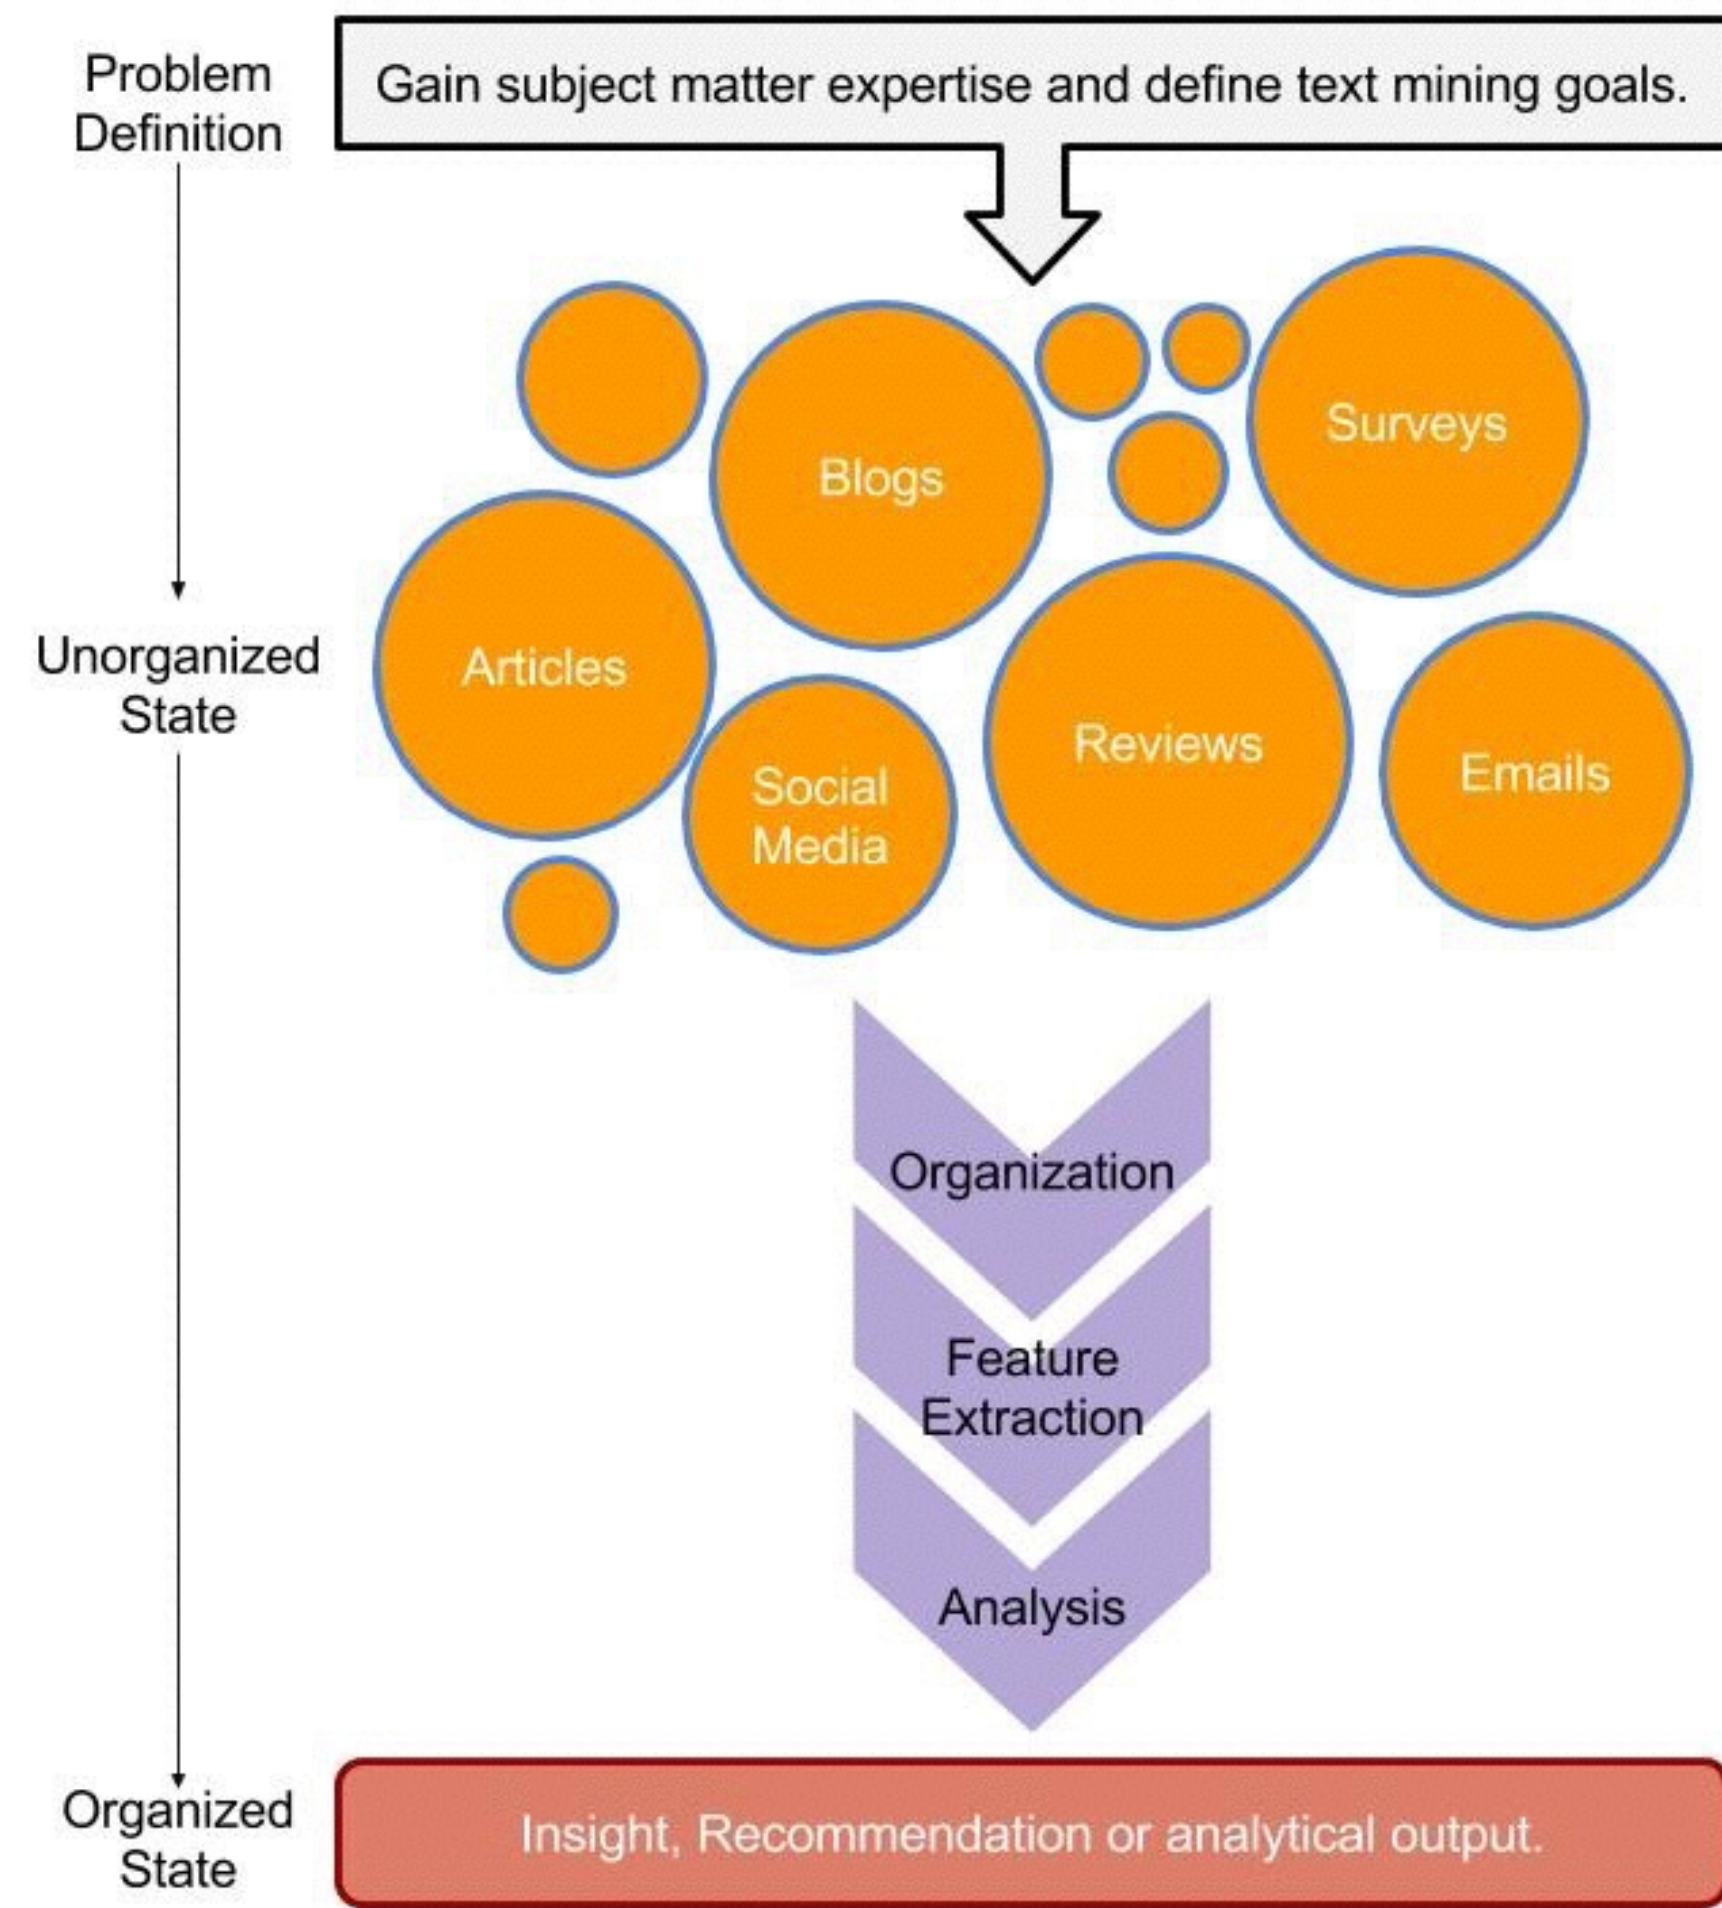 Problem
Definition
Gain subject matter expertise and define text mining goals.
Blogs
Surveys
Unorganized
State
Articles
Social
Media
Reviews
Emails
Organization
Feature
Extraction
Analysis
Organized
State
Insight, Recommendation or analytical output.